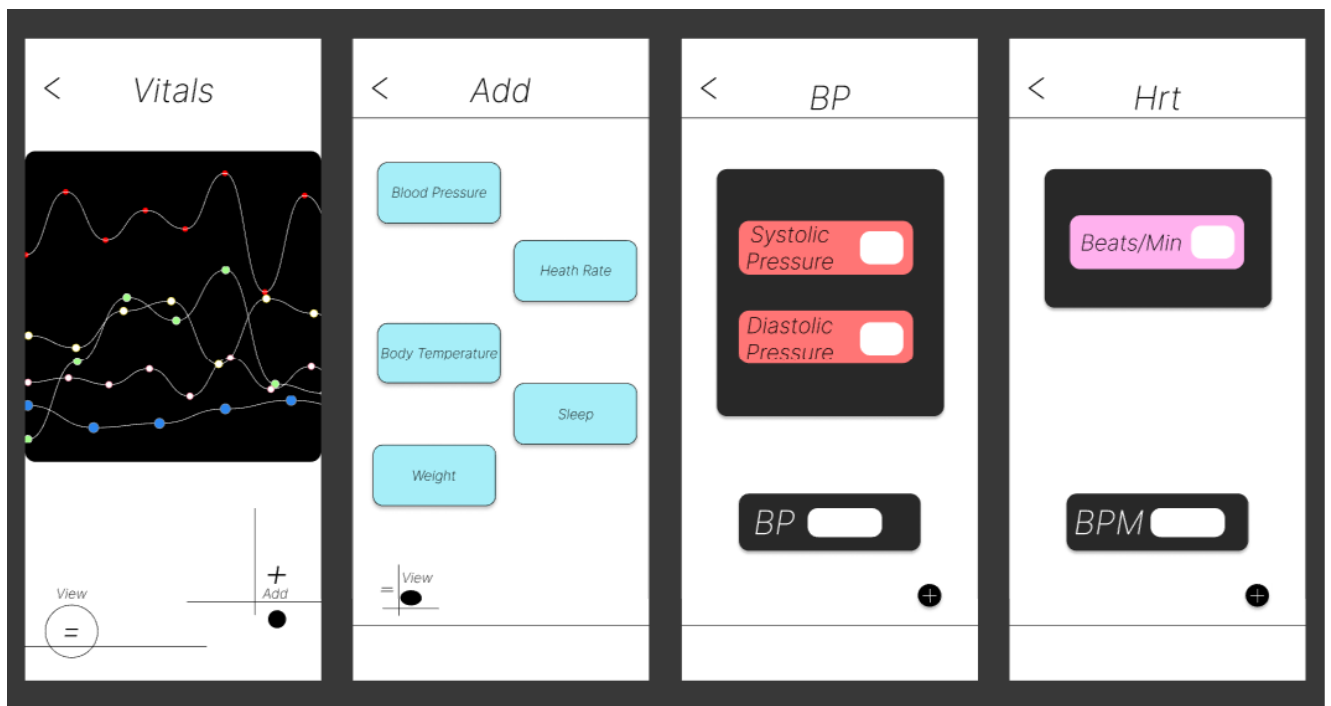 < Vitals
View
=
+
Add
< Add
Blood Pressure
Heath Rate
Body Temperature
Sleep
Weight
= View
< BP
Systolic
Pressure
Diastolic
Pressure
BP
+
< Hrt
Beats/Min
BPM
+